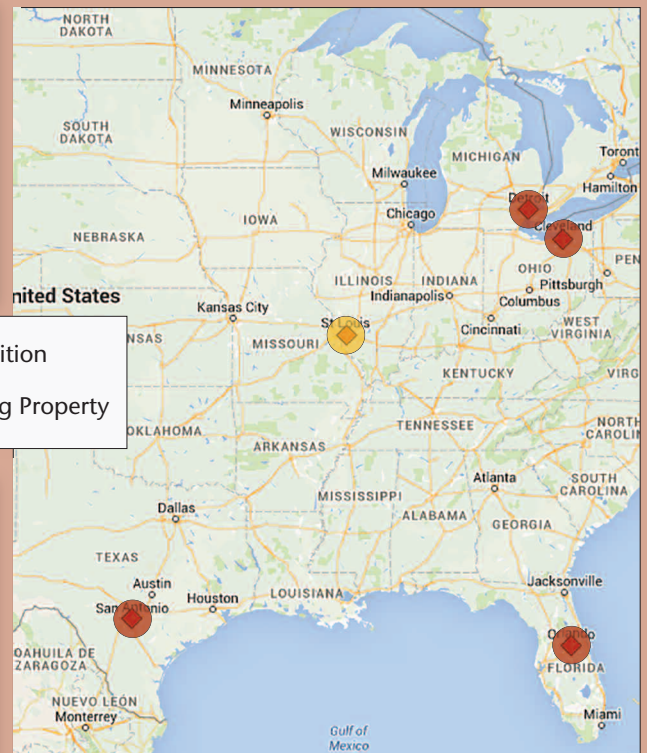 NORTH
DAKOTA
MINNESOTA
Minneapolis
SOUTH
DAKOTA
WISCONSIN
MICHIGAN
Toront
Milwaukee
Hamilton
Detroit
Chicago
Cleveland
IOWA
NEBRASKA
PEN
OHIO
ILLINOIS
INDIANA
Pittsburgh
nited States
Indianapolis
Columbus
Kansas City
St Louis
Cincinnati
WEST
VIRGINIA
NSAS
MISSOURI
ition
KENTUCKY
VIRG
g Property
TENNESSEE
NORTH
CAROLIN
OKLAHOMA
ARKANSAS
Atlanta
SOUTH
CAROLINA
MISSISSIPPI
Dallas
ALABAMA
GEORGIA
TEXAS
Austin
Jacksonville
Houston
LOUISIANA
San Antonio
Orlando
OAHUILA DE
ZARAGOZA
FLORIDA
NUEVO LEÓN
Monterrey
Miami
Gulf of
Mexico